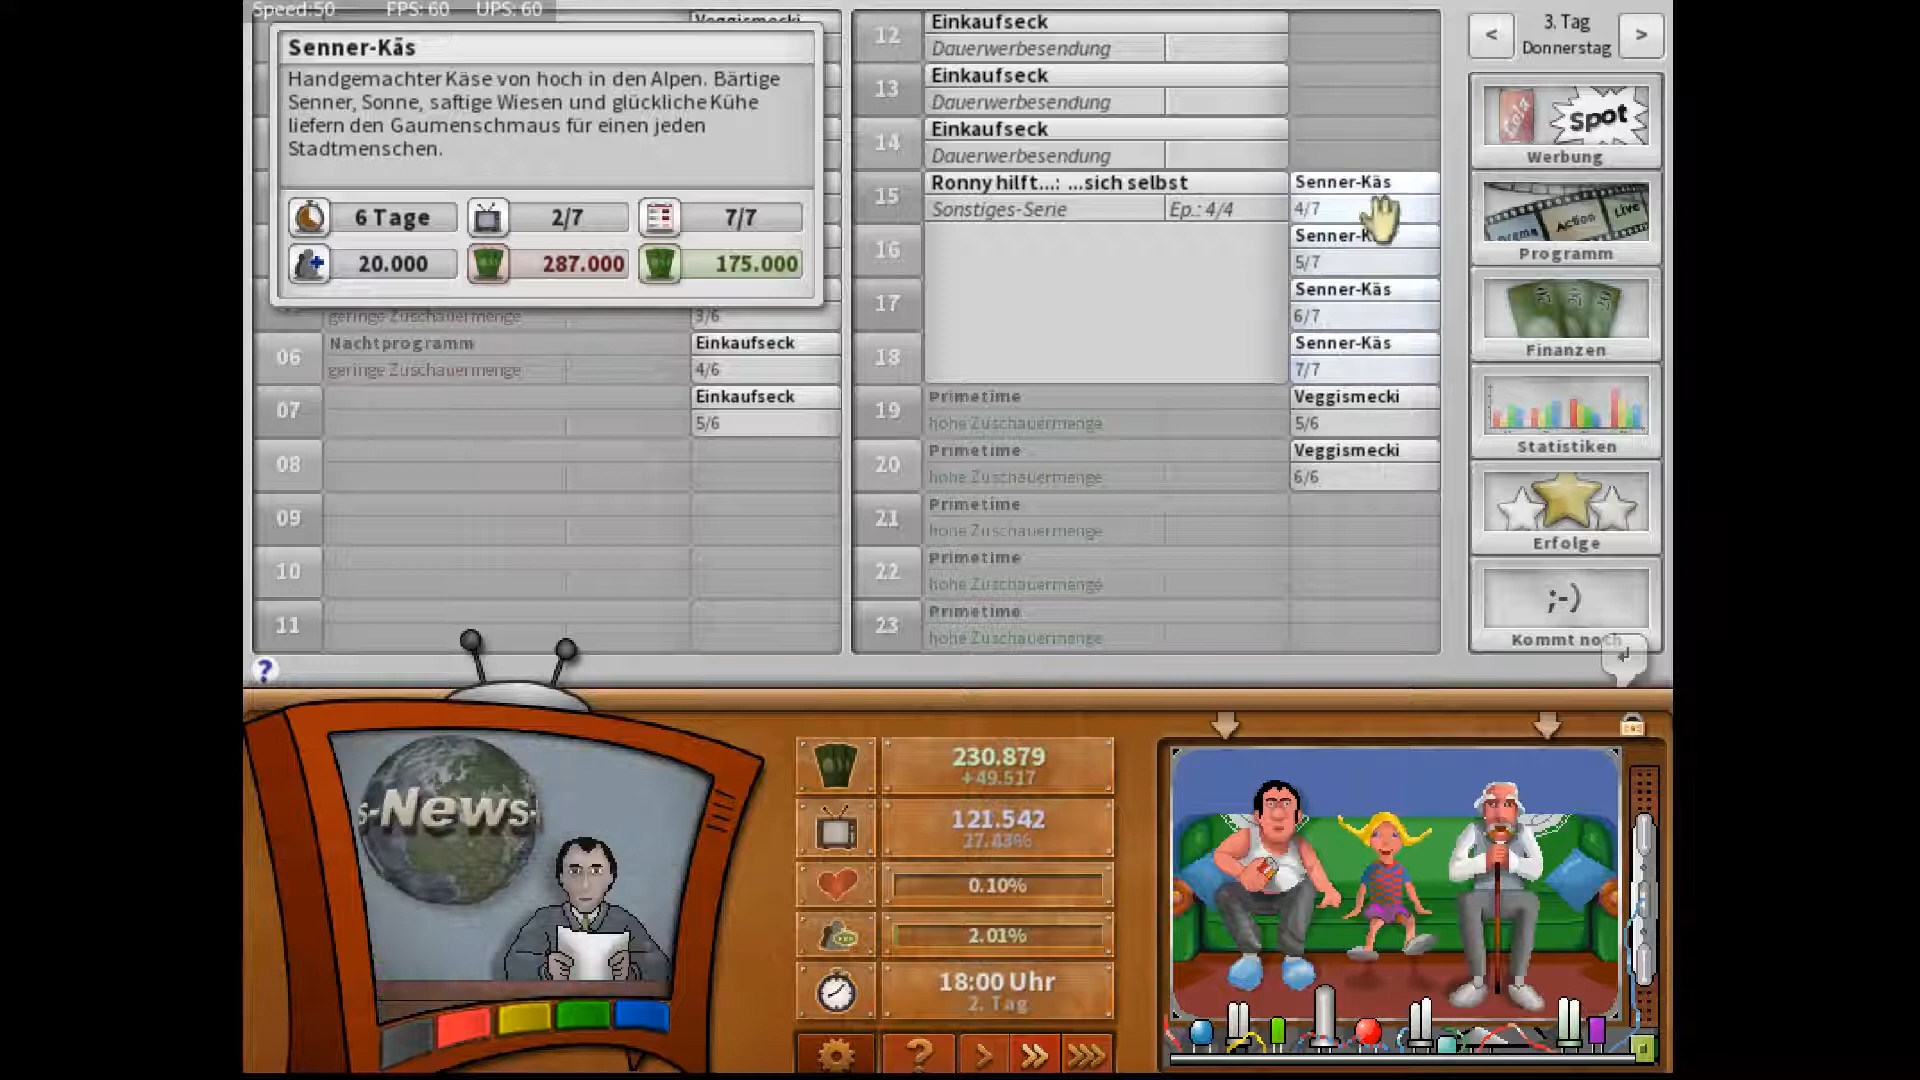 Speed:50 FPS: 60 UPS: 60
Senner-Käs
Handgemachter Käse von hoch in den Alpen. Bärtige
Senner, Sonne, saftige Wiesen und glückliche Kühe
liefern den Gaumenschmaus für einen jeden
Stadtmenschen.
6 Tage 2/7 7/7
20.000 287.000 175.000
Veggismecki
geringe Zuschauermenge 3/6
06 Nachtprogramm Einkaufseck
geringe Zuschauermenge 4/6
07 Einkaufseck
5/6
08
09
10
11
12 Einkaufseck
Dauerwerbesendung
13 Einkaufseck
Dauerwerbesendung
14 Einkaufseck
Dauerwerbesendung
15 Ronny hilft...: ...sich selbst Senner-Käs
Sonstiges-Serie Ep.: 4/4 4/7
16
5/7
17 Senner-Käs
6/7
18 Senner-Käs
7/7
19 Primetime Veggismecki
hohe Zuschauermenge 5/6
20 Primetime Veggismecki
hohe Zuschauermenge 6/6
21 Primetime
hohe Zuschauermenge
22 Primetime
hohe Zuschauermenge
23 Primetime
hohe Zuschauermenge
< 3. Tag >
Donnerstag
Cola Spot
Werbung
Drama Action Live
Programm
Finanzen
Statistiken
Erfolge
;-)
Kommt noch
?
s-News-
230.879
+49.517
121.542
27.43%
0.10%
2.01%
18:00 Uhr
2. Tag
?